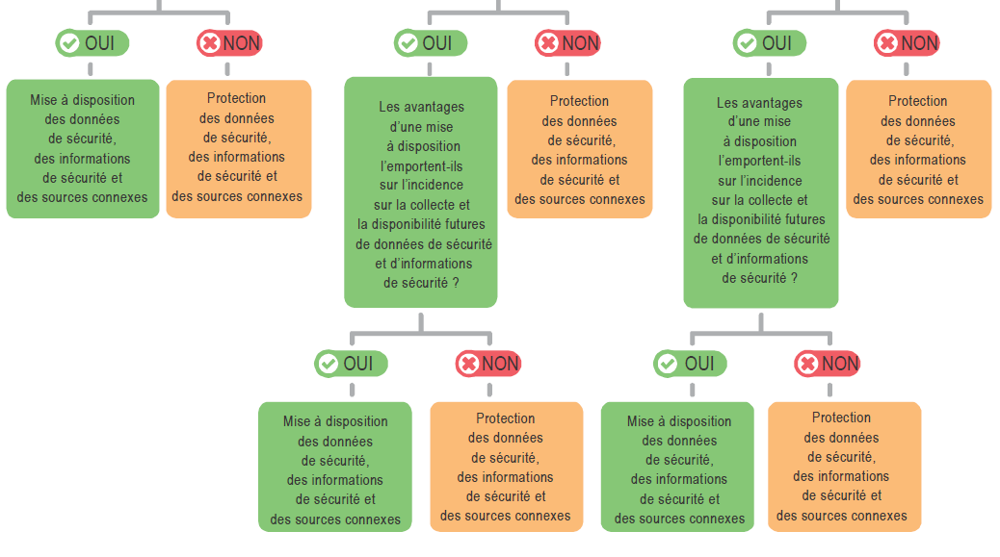 OUI
NON
OUI
NON
OUI
NON
Mise à disposition
des données
de sécurité,
des informations
de sécurité et
des sources connexes
Protection
des données
de sécurité,
des informations
de sécurité et
des sources connexes
Les avantages
d'une mise
à disposition
l'emportent-ils
sur l'incidence
sur la collecte et
la disponibilité futures
de données de sécurité
et d'informations
de sécurité ?
Protection
des données
de sécurité,
des informations
de sécurité et
des sources connexes
Les avantages
d'une mise
à disposition
l'emportent-ils
sur l'incidence
sur la collecte et
la disponibilité futures
de données de sécurité
et d'informations
de sécurité ?
Protection
des données
de sécurité,
des informations
de sécurité et
des sources connexes
OUI
NON
OUI
NON
Mise à disposition
des données
de sécurité,
des informations
de sécurité et
des sources connexes
Protection
des données
de sécurité,
des informations
de sécurité et
des sources connexes
Mise à disposition
des données
de sécurité,
des informations
de sécurité et
des sources connexes
Protection
des données
de sécurité,
des informations
de sécurité et
des sources connexes